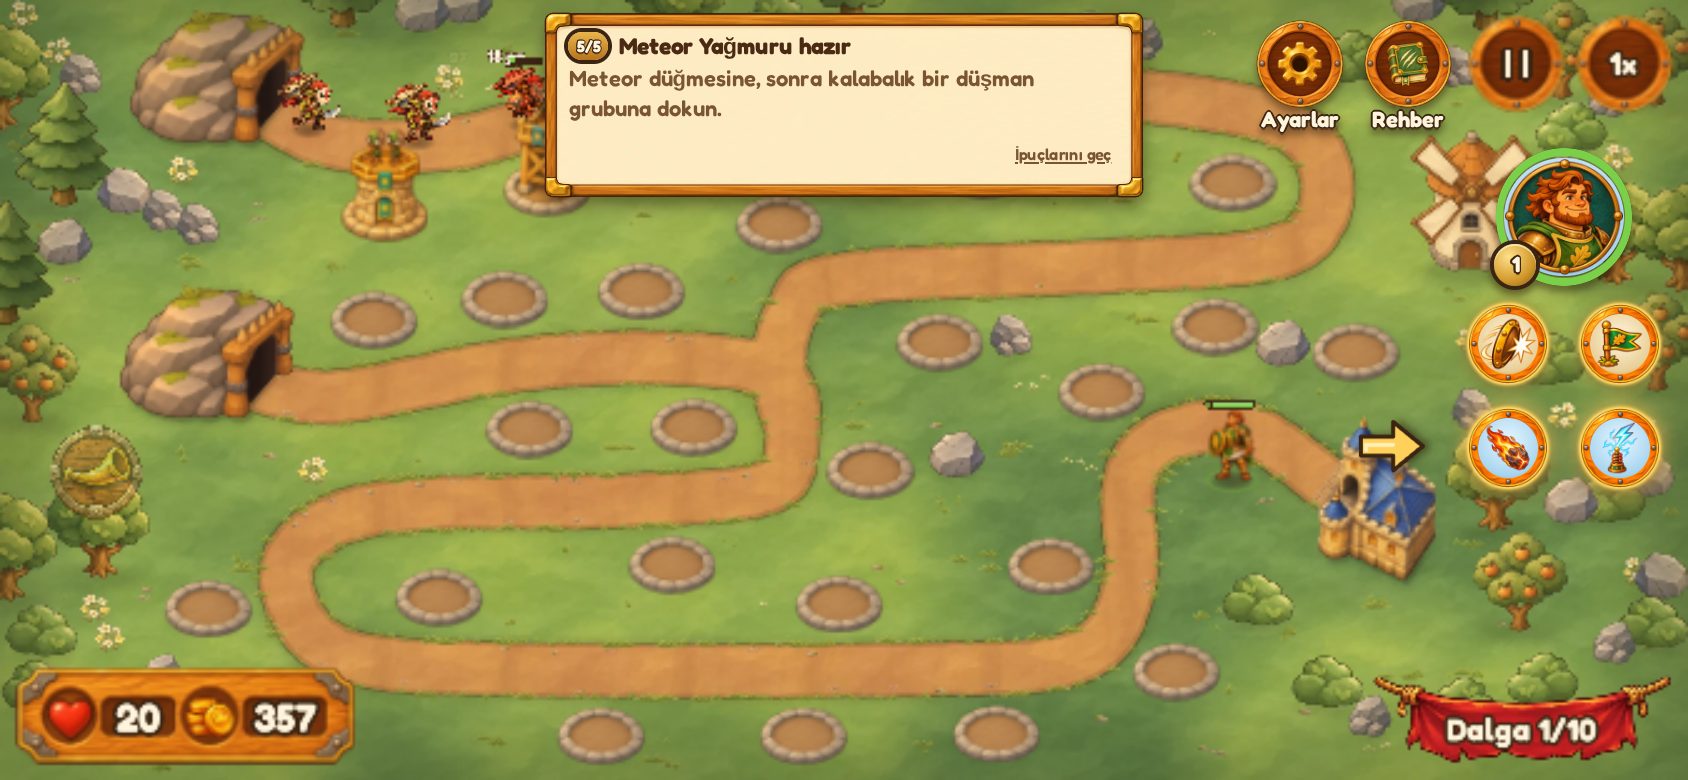 5/5 Meteor Yağmuru hazır
Meteor düğmesine, sonra kalabalık bir düşman
grubuna dokun.
İpuçlarını geç
Ayarlar
Rehber
1x
1
20
357
Dalga 1/10